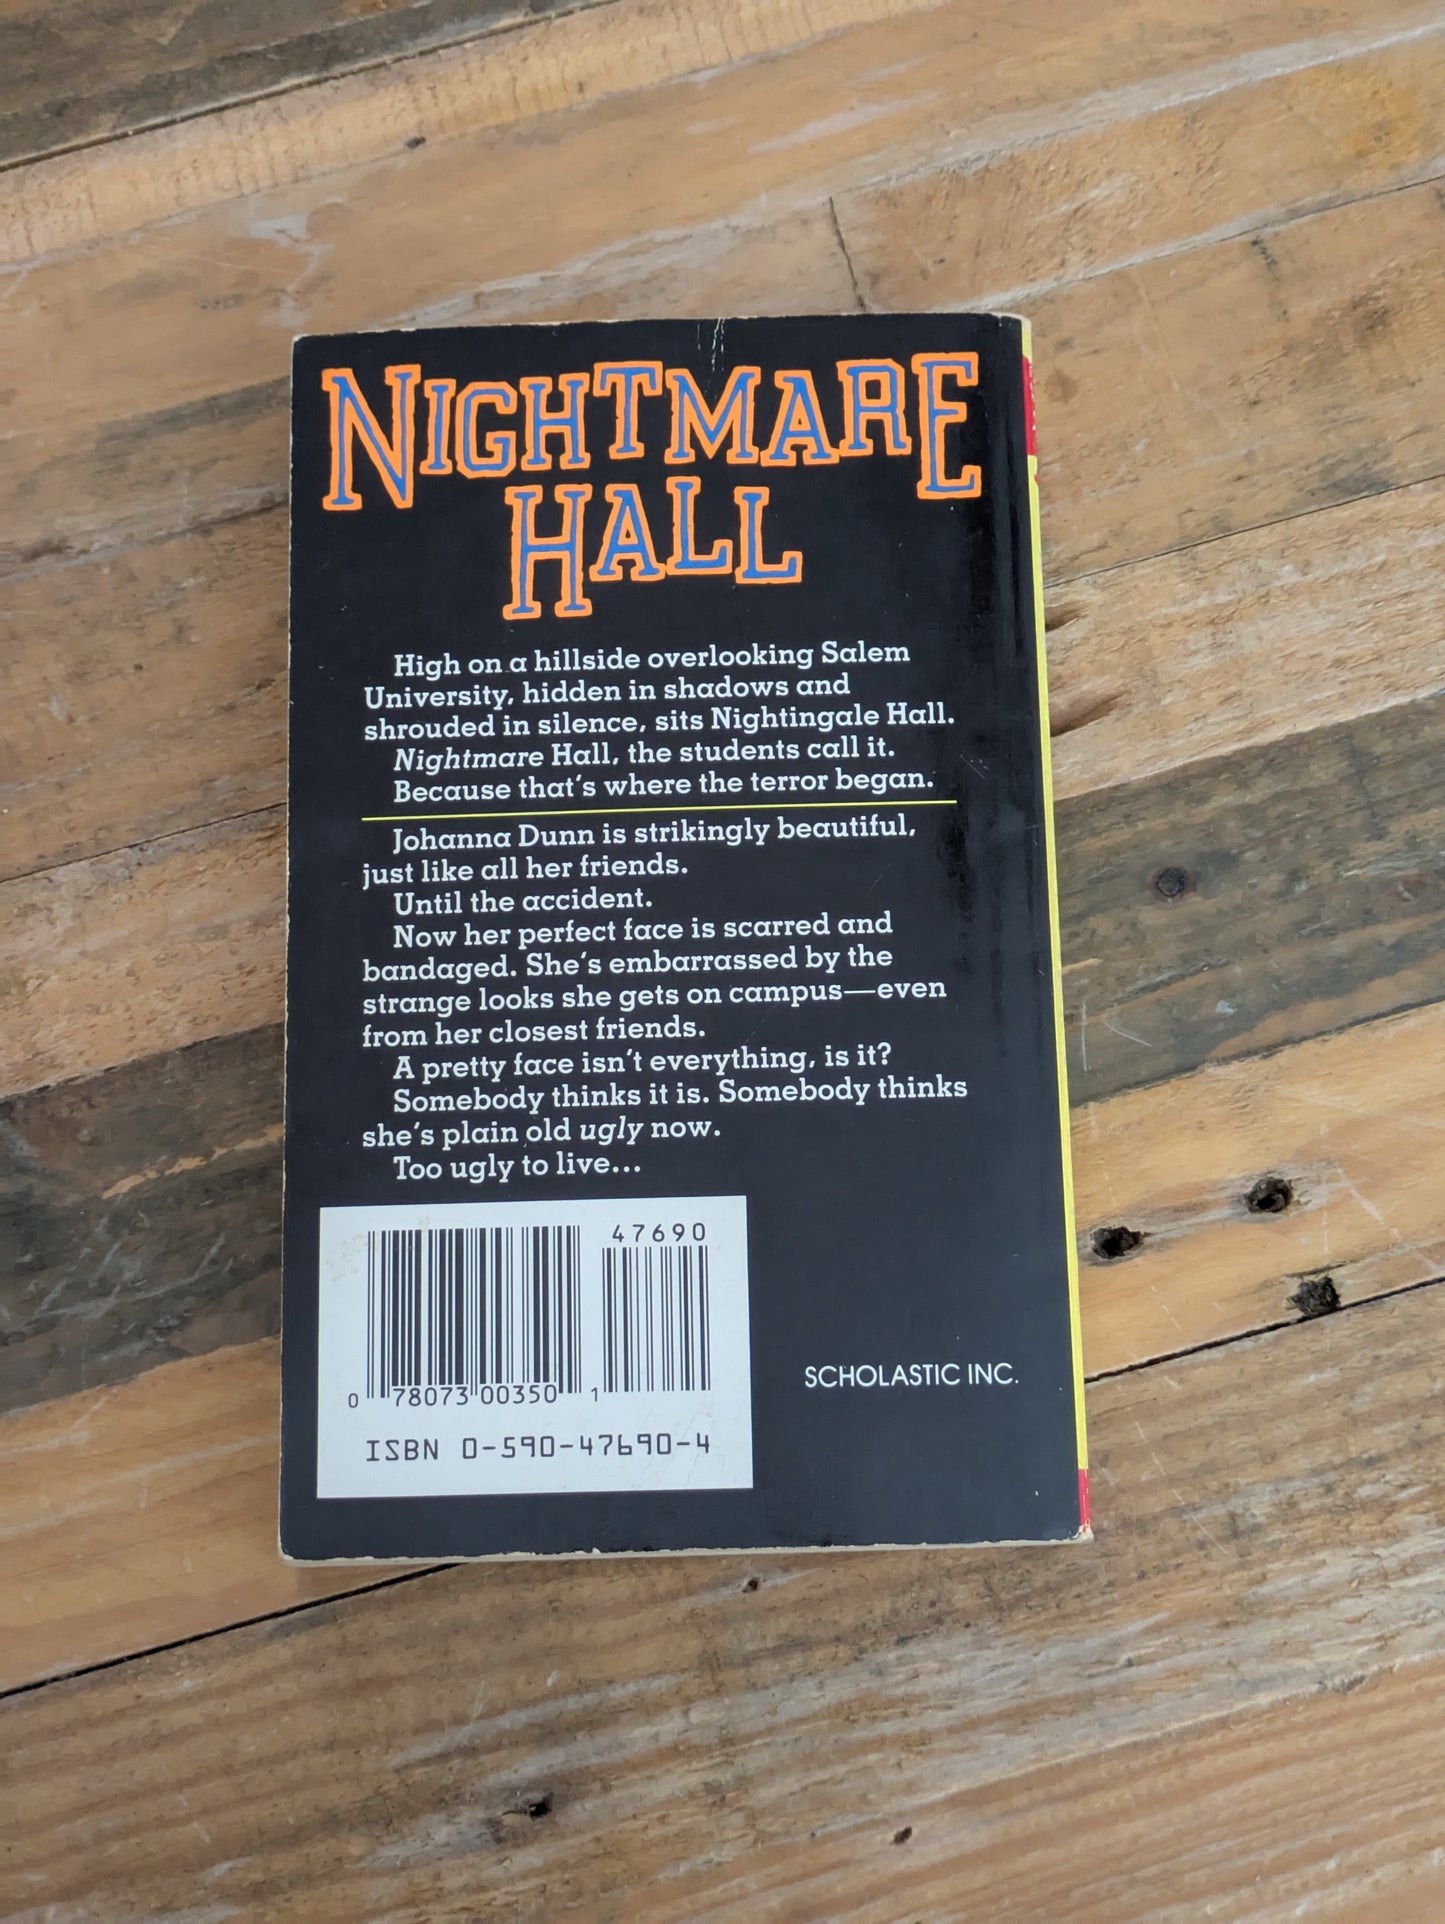 NIGHTMARE
HALL
High on a hillside overlooking Salem
University, hidden in shadows and
shrouded in silence, sits Nightingale Hall.
Nightmare Hall, the students call it.
Because that's where the terror began.
Johanna Dunn is strikingly beautiful,
just like all her friends.
Until the accident.
Now her perfect face is scarred and
bandaged. She's embarrassed by the
strange looks she gets on campus—even
from her closest friends.
A pretty face isn't everything, is it?
Somebody thinks it is. Somebody thinks
she's plain old ugly now.
Too ugly to live...
47690
0 78073 00350 1
ISBN 0-590-47690-4
SCHOLASTIC INC.